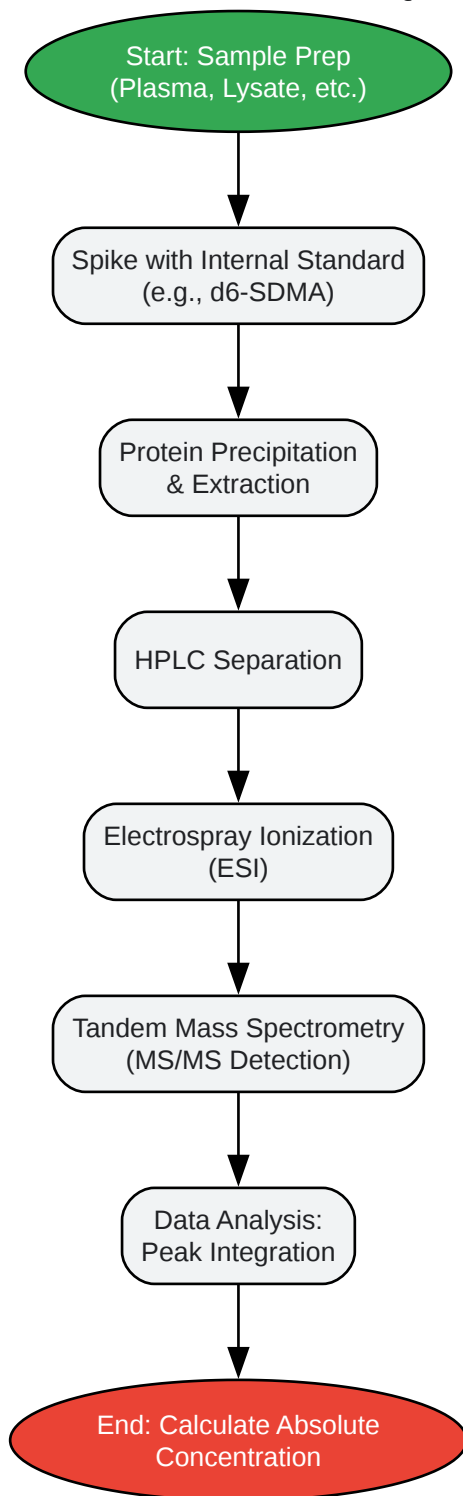 Start: Sample Prep
(Plasma, Lysate, etc.)
Spike with Internal Standard
(e.g., d6-SDMA)
Protein Precipitation
& Extraction
HPLC Separation
Electrospray Ionization
(ESI)
Tandem Mass Spectrometry
(MS/MS Detection)
Data Analysis:
Peak Integration
End: Calculate Absolute
Concentration